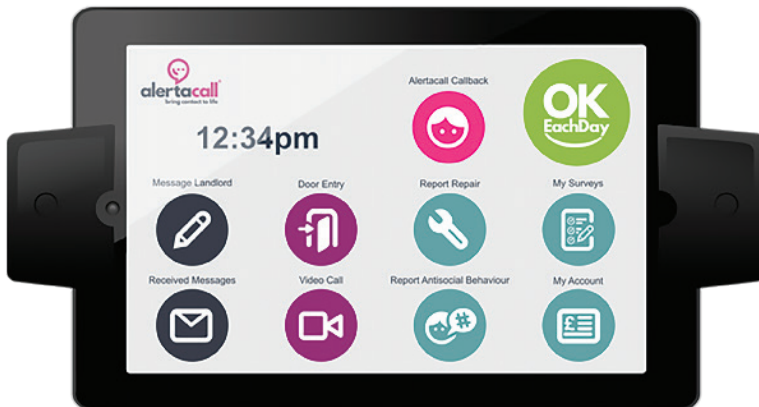 alertacall®
bring contact to life
12:34pm
Alertacall Callback
OK
EachDay
Message Landlord
Door Entry
Report Repair
My Surveys
Received Messages
Video Call
Report Antisocial Behaviour
#
My Account
£